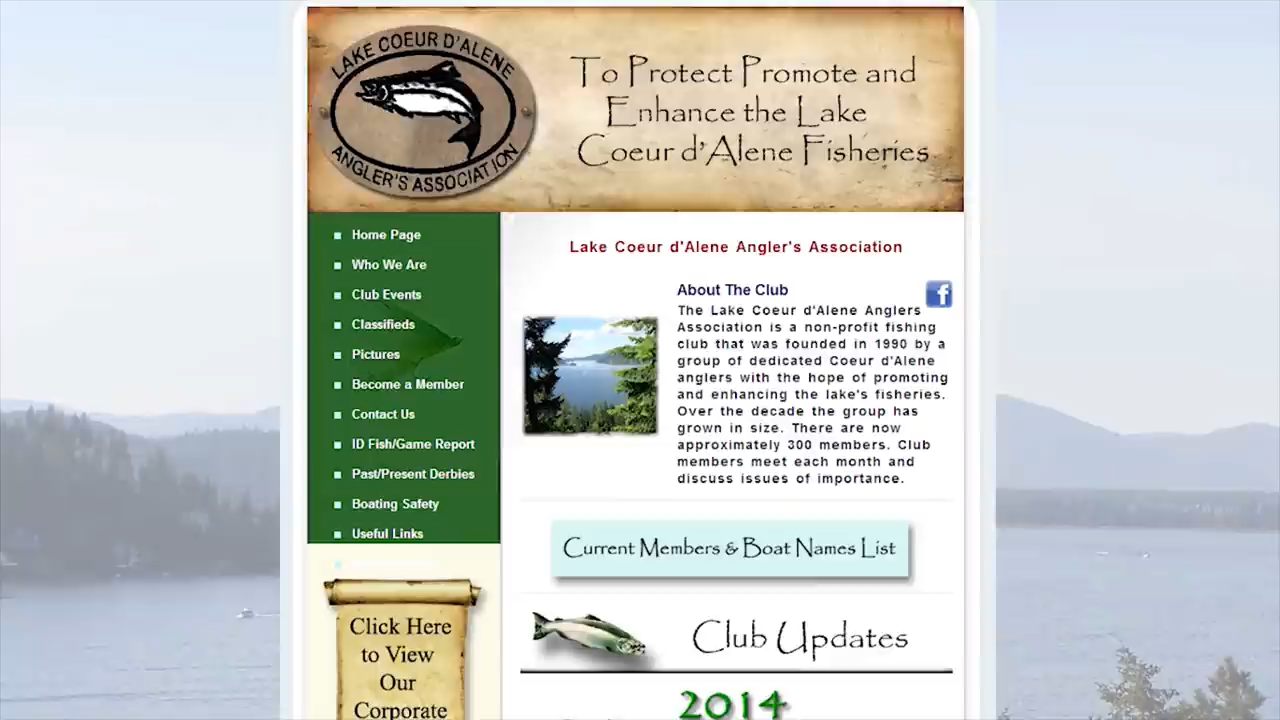 LAKE COEUR D'ALENE
ANGLER'S ASSOCIATION
To Protect Promote and
Enhance the Lake
Coeur d'Alene Fisheries
Home Page
Who We Are
Club Events
Classifieds
Pictures
Become a Member
Contact Us
ID Fish/Game Report
Past/Present Derbies
Boating Safety
Useful Links
Click Here
to View
Our
Corporate
Lake Coeur d'Alene Angler's Association
f
About The Club
The Lake Coeur d'Alene Anglers
Association is a non-profit fishing
club that was founded in 1990 by a
group of dedicated Coeur d'Alene
anglers with the hope of promoting
and enhancing the lake's fisheries.
Over the decade the group has
grown in size. There are now
approximately 300 members. Club
members meet each month and
discuss issues of importance.
Current Members & Boat Names List
Club Updates
2014